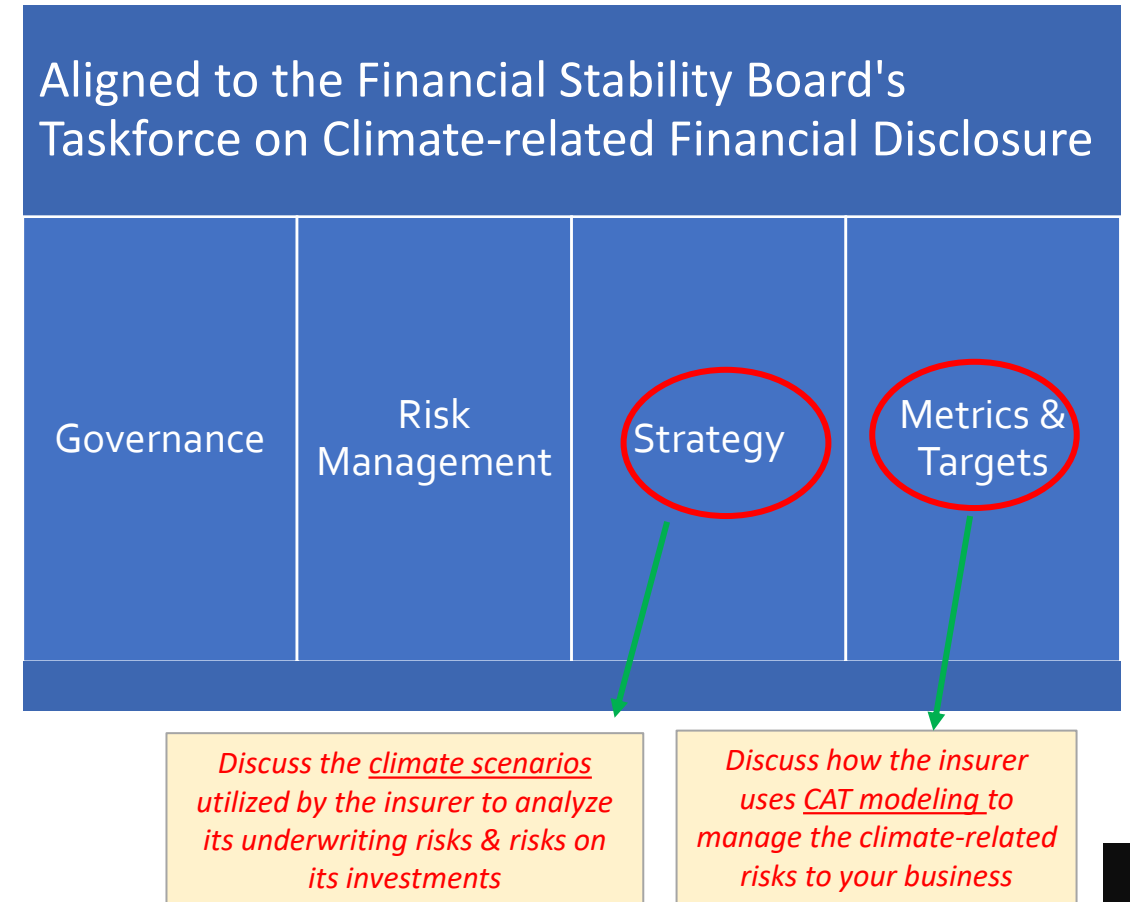 Aligned to the Financial Stability Board's
Taskforce on Climate-related Financial Disclosure
Governance
Risk
Management
Strategy
Metrics &
Targets
Discuss the climate scenarios
utilized by the insurer to analyze
its underwriting risks & risks on
its investments
Discuss how the insurer
uses CAT modeling to
manage the climate-related
risks to your business